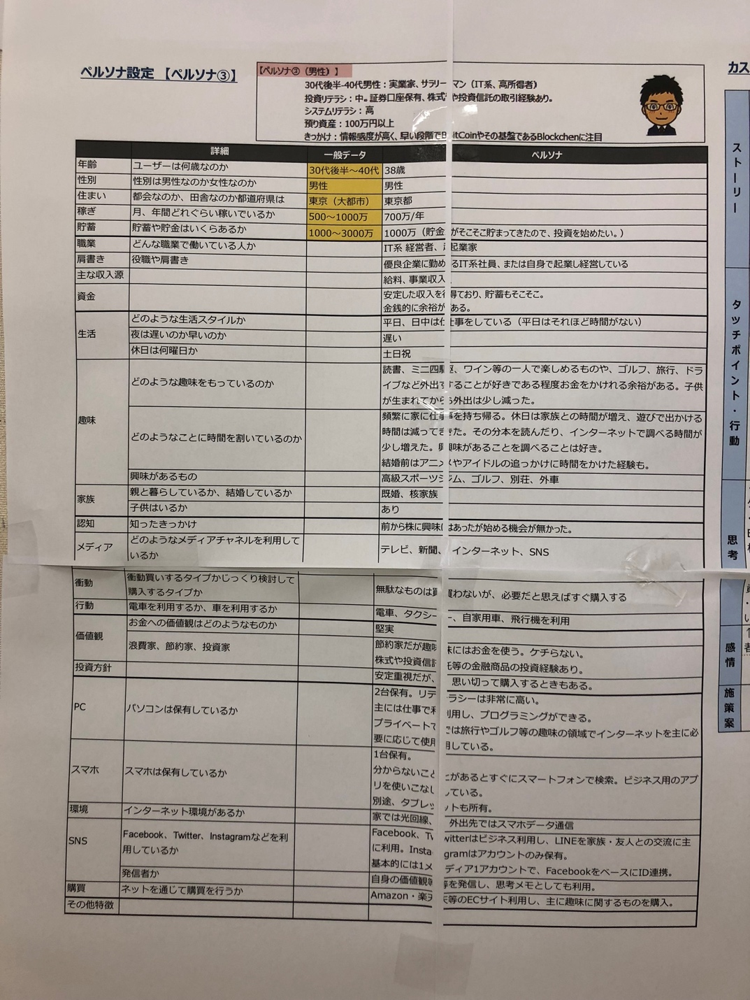 ペルソナ設定 【ペルソナ③】
【ペルソナ③（男性）】
30代後半-40代男性：実業家、サラリーマン（IT系、高所得者）
投資リテラシ：中。証券口座保有、株式や投資信託の取引経験あり。
システムリテラシ：高
預り資産：100万円以上
きっかけ：情報感度が高く、早い段階でBitCoinやその基盤であるBlockchenに注目
詳細 一般データ ペルソナ
年齢 ユーザーは何歳なのか 30代後半～40代 38歳
性別 性別は男性なのか女性なのか 男性 男性
住まい 都会なのか、田舎なのか都道府県は 東京（大都市） 東京都
稼ぎ 月、年間どれぐらい稼いでいるか 500～1000万 700万/年
貯蓄 貯蓄や貯金はいくらあるか 1000～3000万 1000万（貯金がそこそこ貯まってきたので、投資を始めたい。）
職業 どんな職業で働いている人か IT系 経営者、起業家
肩書き 役職や肩書き 優良企業に勤めるIT系社員、または自身で起業し経営している
主な収入源 給料、事業収入
資金 安定した収入を得ており、貯蓄もそこそこ。
金銭的に余裕がある。
生活 どのような生活スタイルか 平日、日中は仕事をしている（平日はそれほど時間がない）
夜は遅いのか早いのか 遅い
休日は何曜日か 土日祝
趣味 どのような趣味をもっているのか 読書、ミニ四駆、ワイン等の一人で楽しめるものや、ゴルフ、旅行、ドラ
イブなど外出することが好きである程度お金をかけれる余裕がある。子供
が生まれてから外出は少し減った。
どのようなことに時間を割いているのか 頻繁に家に仕事を持ち帰る。休日は家族との時間が増え、遊びで出かける
時間は減ってきた。その分本を読んだり、インターネットで調べる時間が
少し増えた。興味があることを調べることは好き。
結婚前はアニメやアイドルの追っかけに時間をかけた経験も。
興味があるもの 高級スポーツジム、ゴルフ、別荘、外車
家族 親と暮らしているか、結婚しているか 既婚、核家族
子供はいるか あり
認知 知ったきっかけ 前から株に興味はあったが始める機会が無かった。
メディア どのようなメディアチャネルを利用して
いるか テレビ、新聞、インターネット、SNS
衝動 衝動買いするタイプかじっくり検討して
購入するタイプか 無駄なものは買わないが、必要だと思えばすぐ購入する
行動 電車を利用するか、車を利用するか 電車、タクシー、自家用車、飛行機を利用
価値観 お金への価値観はどのようなものか 堅実
浪費家、節約家、投資家 節約家だが趣味にはお金を使う。ケチらない。
株式や投資信託等の金融商品の投資経験あり。
投資方針 安定重視だが、思い切って購入するときもある。
PC パソコンは保有しているか 2台保有。リテラシーは非常に高い。
主には仕事で利用し、プログラミングができる。
プライベートでは旅行やゴルフ等の趣味の領域でインターネットを主に必
要に応じて使用している。
スマホ スマホは保有しているか 1台保有。
分からないことがあるとすぐにスマートフォンで検索。ビジネス用のアプ
リを使いこなしている。
別途、タブレットも所有。
環境 インターネット環境があるか 家では光回線、外出先ではスマホデータ通信
SNS Facebook、Twitter、Instagramなどを利
用しているか Facebook、Twitterはビジネス利用し、LINEを家族・友人との交流に主
に利用。Instagramはアカウントのみ保有。
基本的には1メディア1アカウントで、FacebookをベースにID連携。
発信者か 自身の価値観等を発信し、思考メモとしても利用。
購買 ネットを通じて購買を行うか Amazon・楽天等のECサイト利用し、主に趣味に関するものを購入。
その他特徴
カス
ストーリー
タッチポイント・行動
思考
感情
施策案